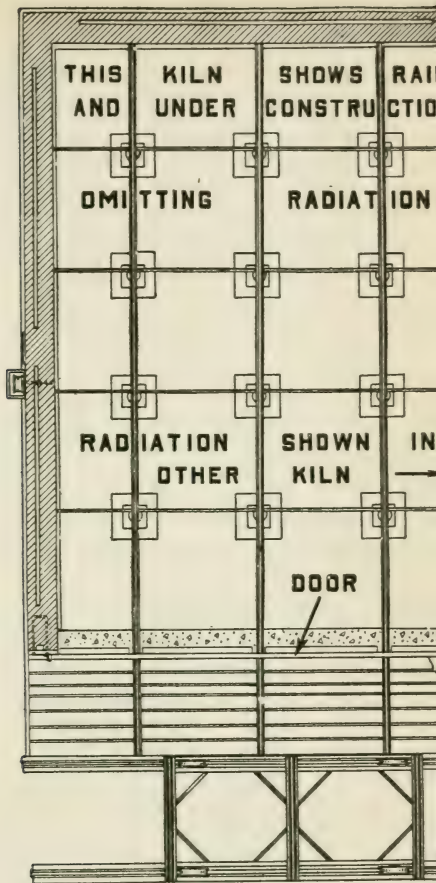 THIS KILN SHOWS RAI
AND UNDER CONSTRUCTIO
OMITTING RADIATION
RADIATION SHOWN IN
OTHER KILN
DOOR